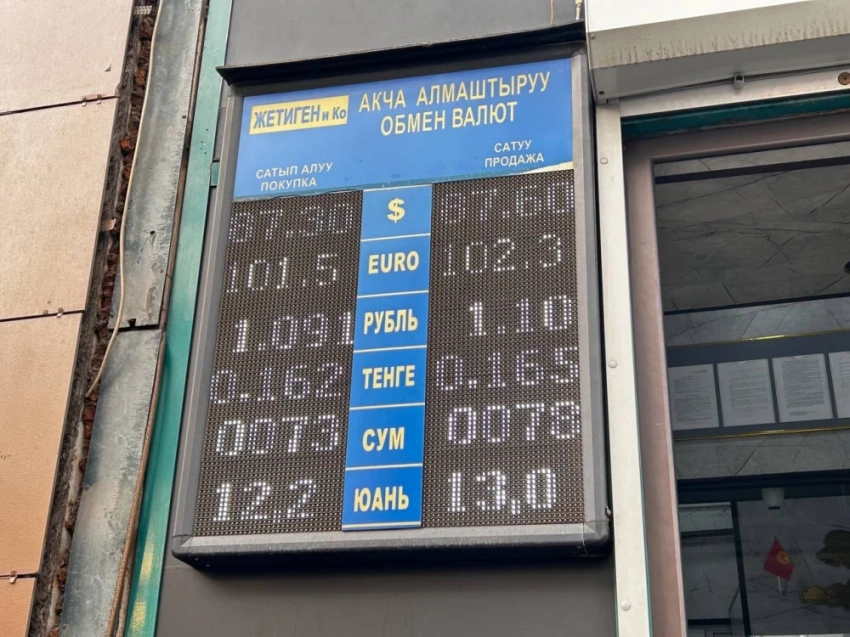 ЖЕТИГЕН и Ко
АКЧА АЛМАШТЫРУУ
ОБМЕН ВАЛЮТ
САТЫП АЛУУ
ПОКУПКА
САТУУ
ПРОДАЖА
87.30 $ 87.60
101.5 EURO 102.3
1.091 РУБЛЬ 1.10
0.162 ТЕНГЕ 0.165
0073 СУМ 0078
12,2 ЮАНЬ 13,0